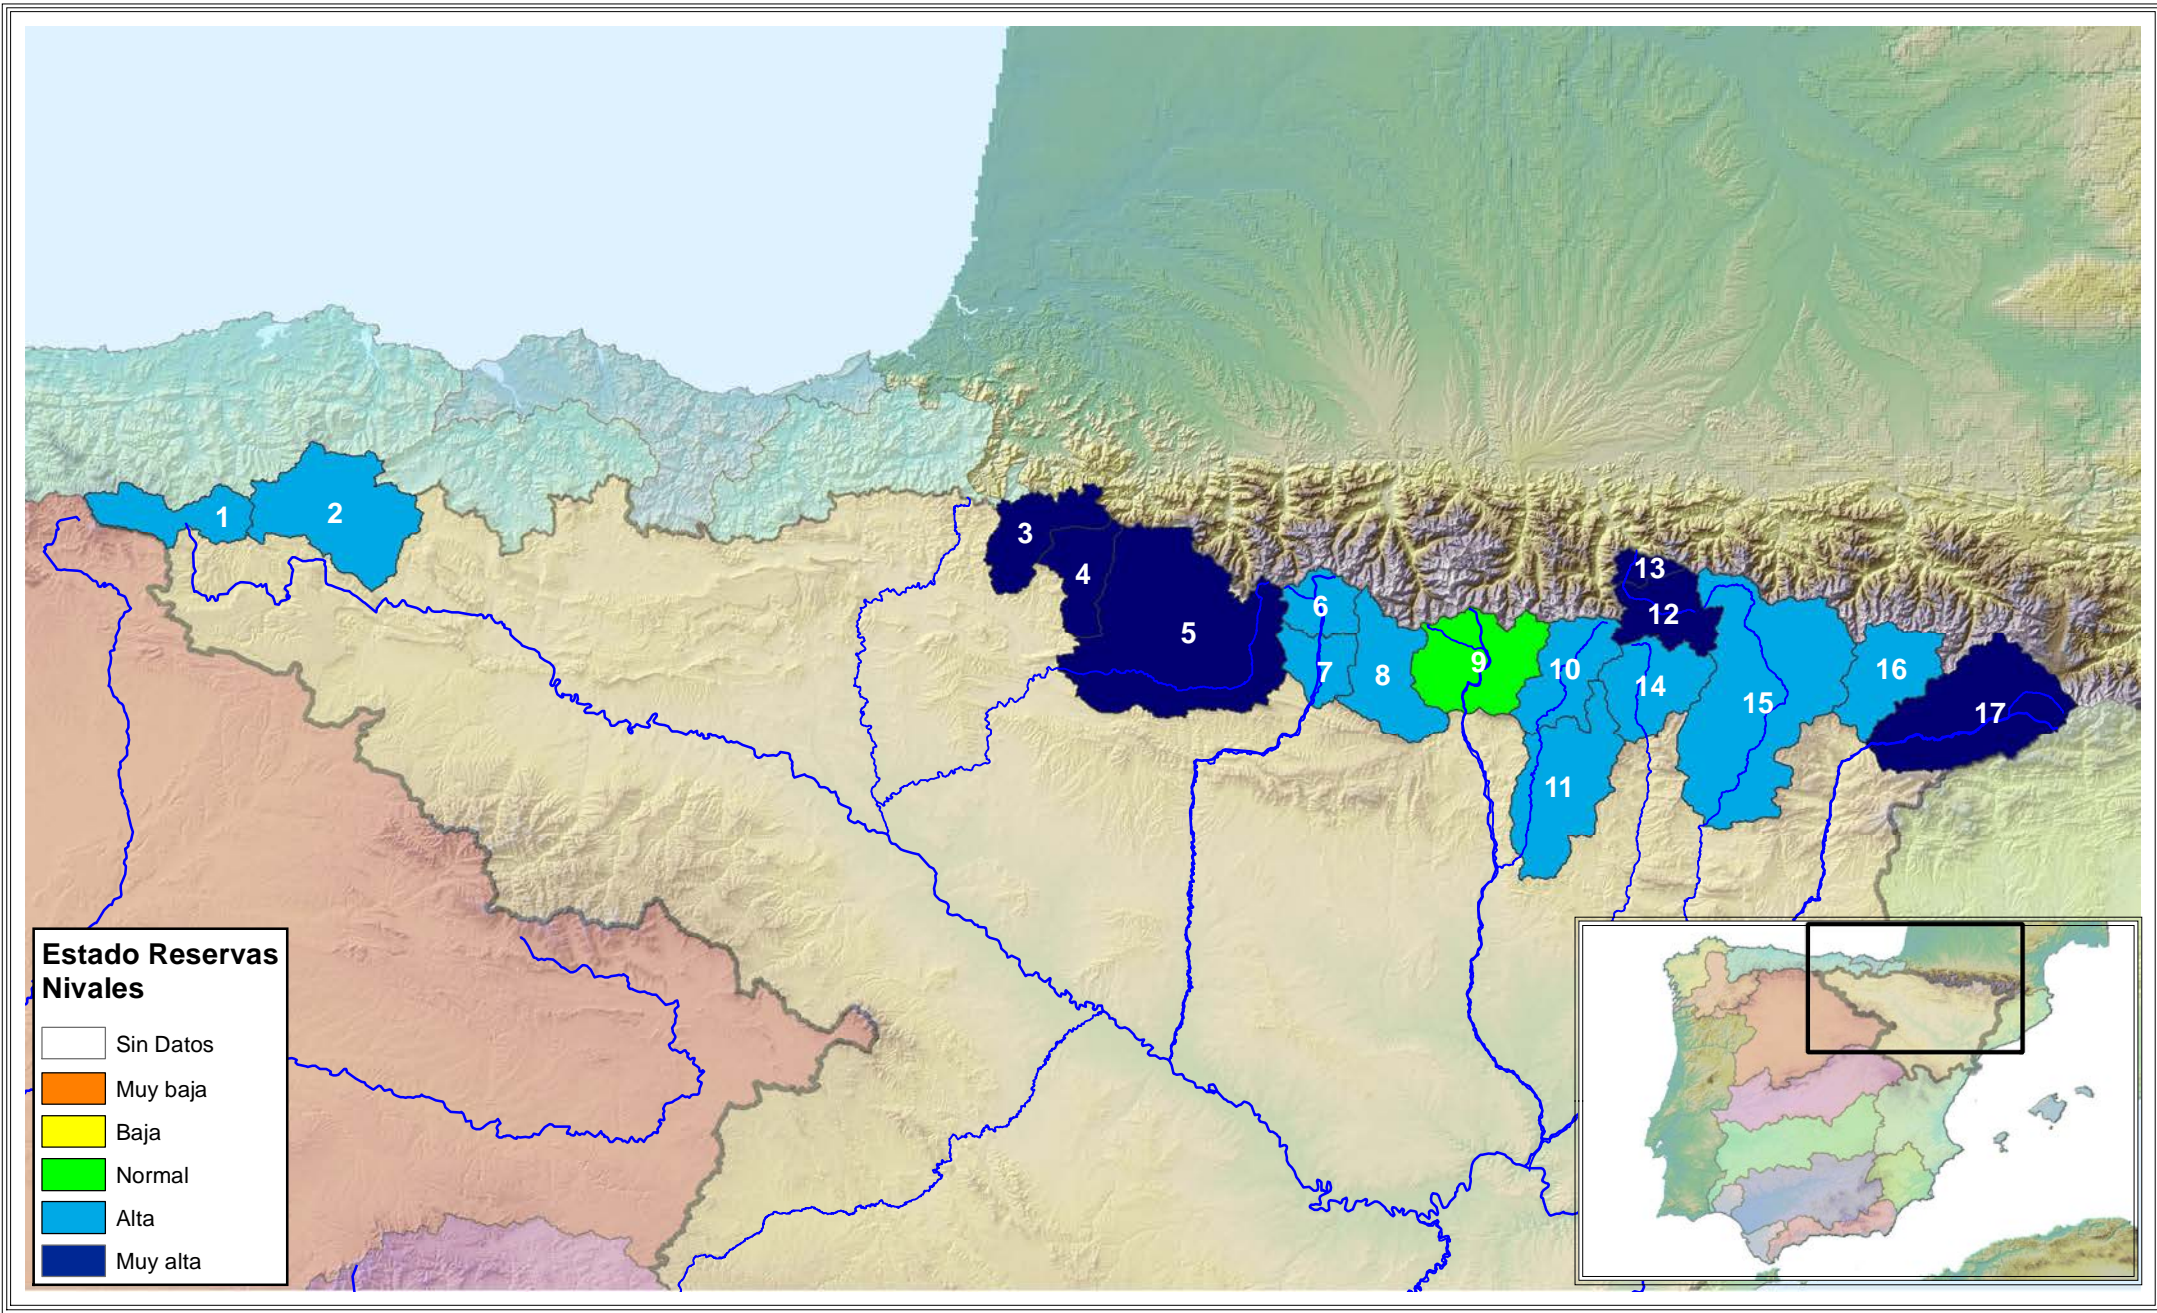 1
2
3
4
5
6
7
8
9
10
11
12
13
14
15
16
17
Estado Reservas
Nivales
Sin Datos
Muy baja
Baja
Normal
Alta
Muy alta